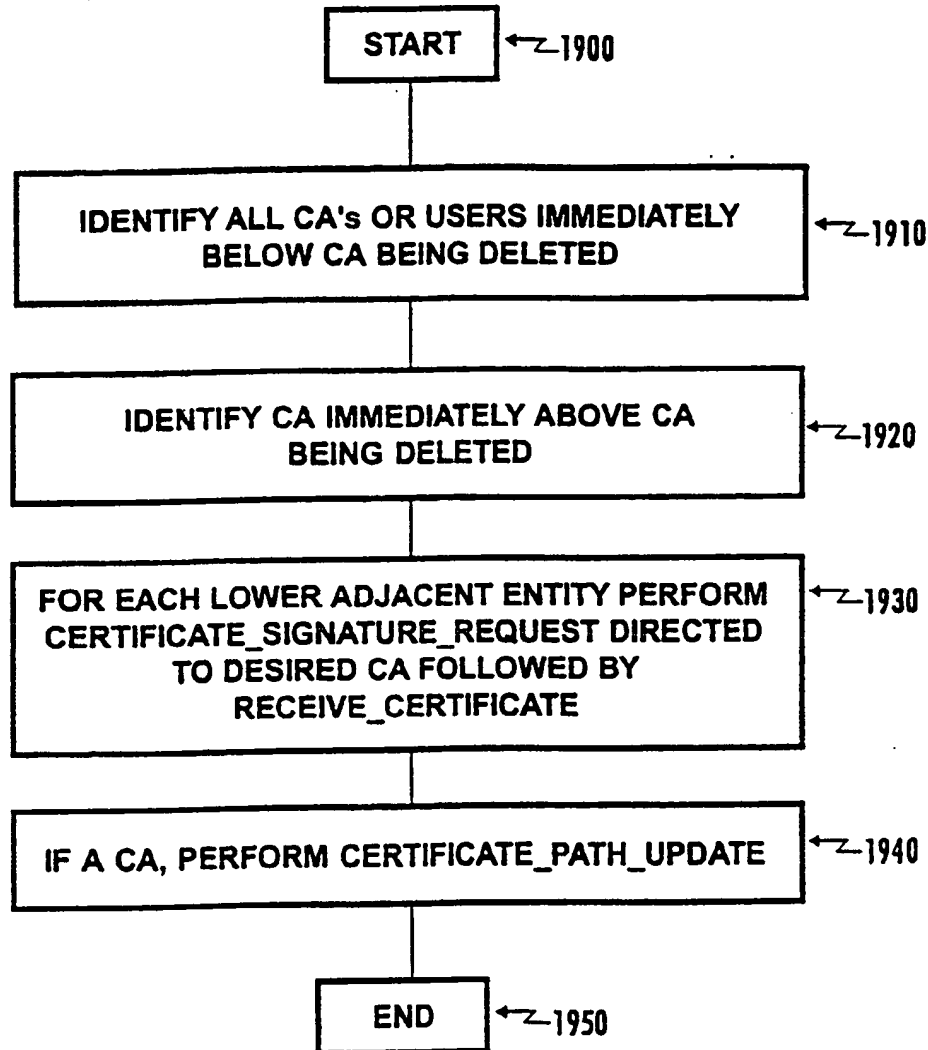 START
1900
IDENTIFY ALL CA's OR USERS IMMEDIATELY
BELOW CA BEING DELETED
1910
IDENTIFY CA IMMEDIATELY ABOVE CA
BEING DELETED
1920
FOR EACH LOWER ADJACENT ENTITY PERFORM
CERTIFICATE_SIGNATURE_REQUEST DIRECTED
TO DESIRED CA FOLLOWED BY
RECEIVE_CERTIFICATE
1930
IF A CA, PERFORM CERTIFICATE_PATH_UPDATE
1940
END
1950